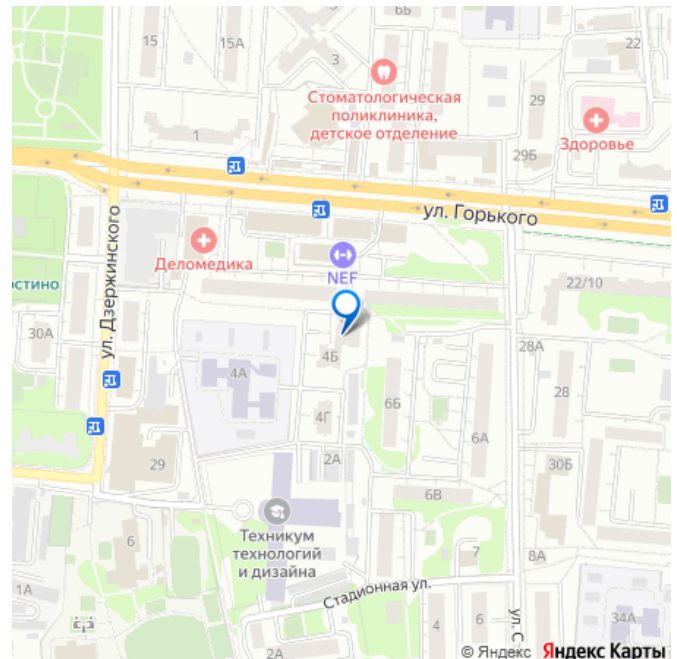 6Б
15
15А
3
22
Стоматологическая
поликлиника,
детское отделение
29
1
Здоровье
29Б
ул. Горького
ул. Дзержинского
Деломедика
NEF
остино
22/10
30А
4Б
28А
4А
6Б
28
4Г
6А
29
2А
30Б
6В
Техникум
технологий
и дизайна
6
7
8А
1А
Стадионная ул.
ул. С
34А
2А
4
6
© Яндекс Яндекс Карты